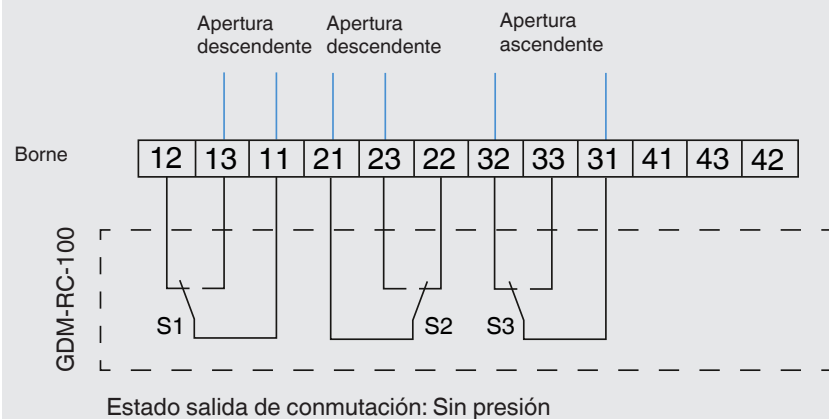 Apertura descendente
Apertura descendente
Apertura ascendente
Borne
12 13 11 21 23 22 32 33 31 41 43 42
GDM-RC-100
S1 S2 S3
Estado salida de conmutación: Sin presión